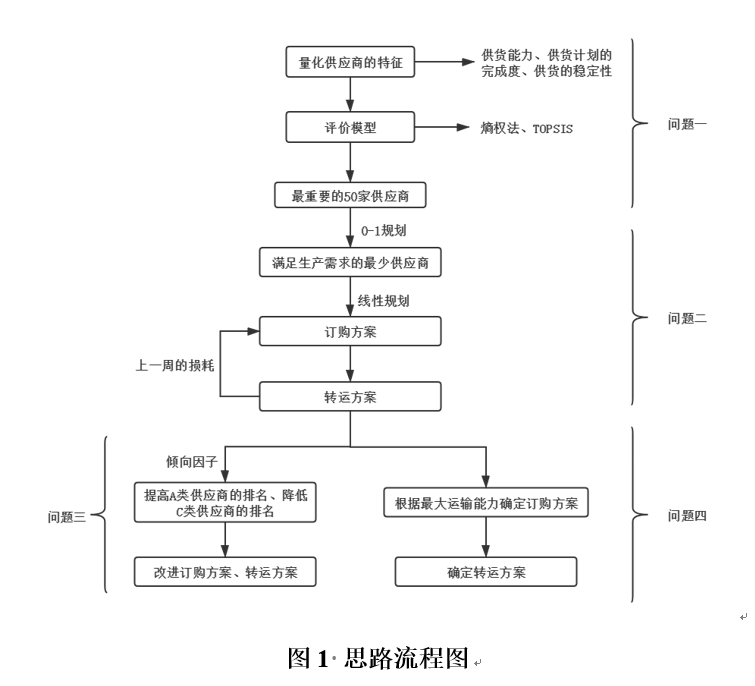 量化供应商的特征
供货能力、供货计划的
完成度、供货的稳定性
问题一
评价模型
熵权法、TOPSIS
最重要的50家供应商
0-1规划
满足生产需求的最少供应商
线性规划
问题二
订购方案
上一周的损耗
转运方案
倾向因子
提高A类供应商的排名、降低
C类供应商的排名
根据最大运输能力确定订购方案
问题三
问题四
改进订购方案、转运方案
确定转运方案
图 1· 思路流程图